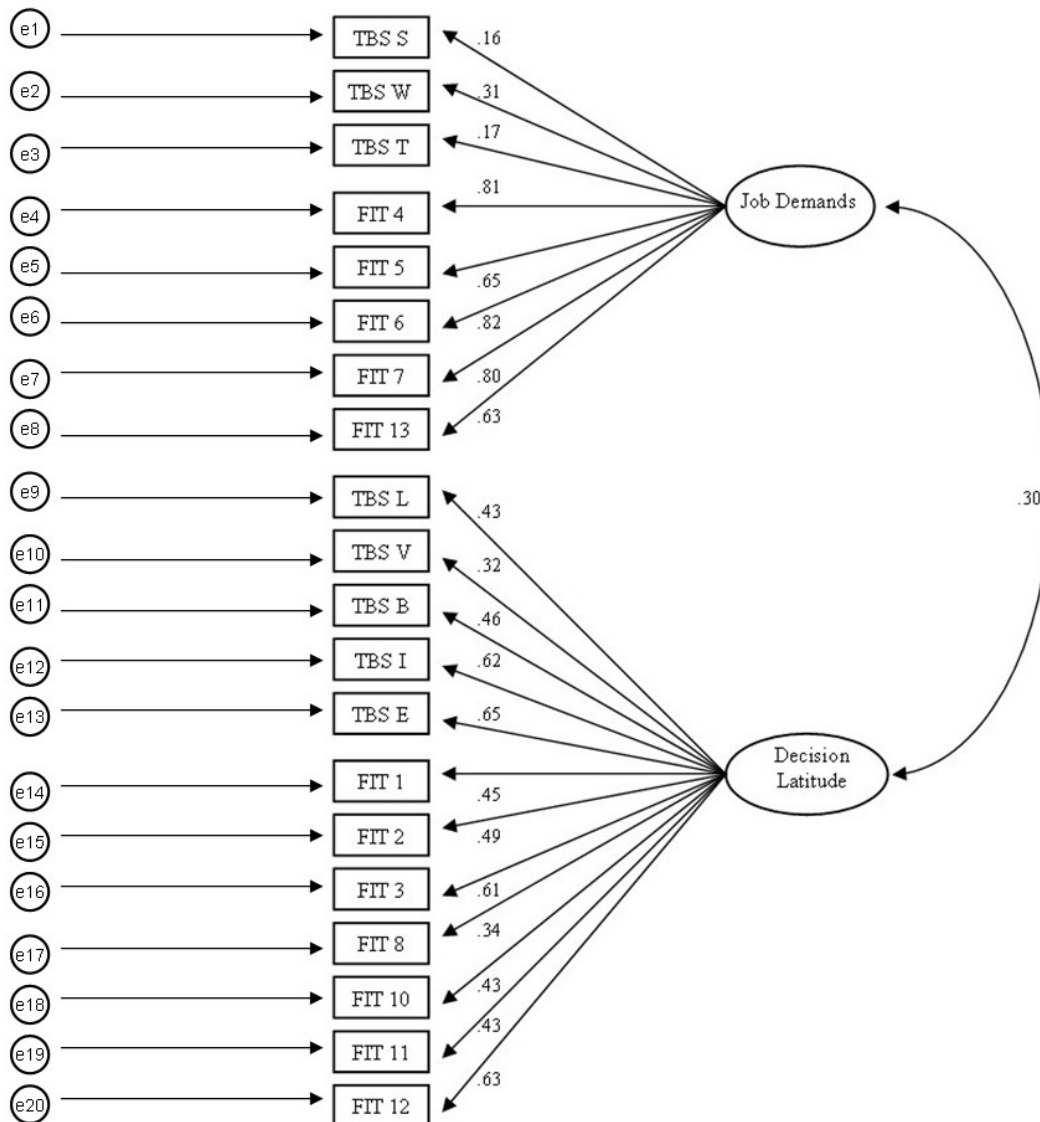 e1 TBS S .16
e2 TBS W .31
e3 TBS T .17
e4 FIT 4 .81 Job Demands
e5 FIT 5 .65
e6 FIT 6 .82
e7 FIT 7 .80
e8 FIT 13 .63
e9 TBS L .43 .30
e10 TBS V .32
e11 TBS B .46
e12 TBS I .62
e13 TBS E .65
Decision
Latitude
e14 FIT 1 .45
e15 FIT 2 .49
e16 FIT 3 .61
e17 FIT 8 .34
e18 FIT 10 .43
e19 FIT 11 .43
e20 FIT 12 .63